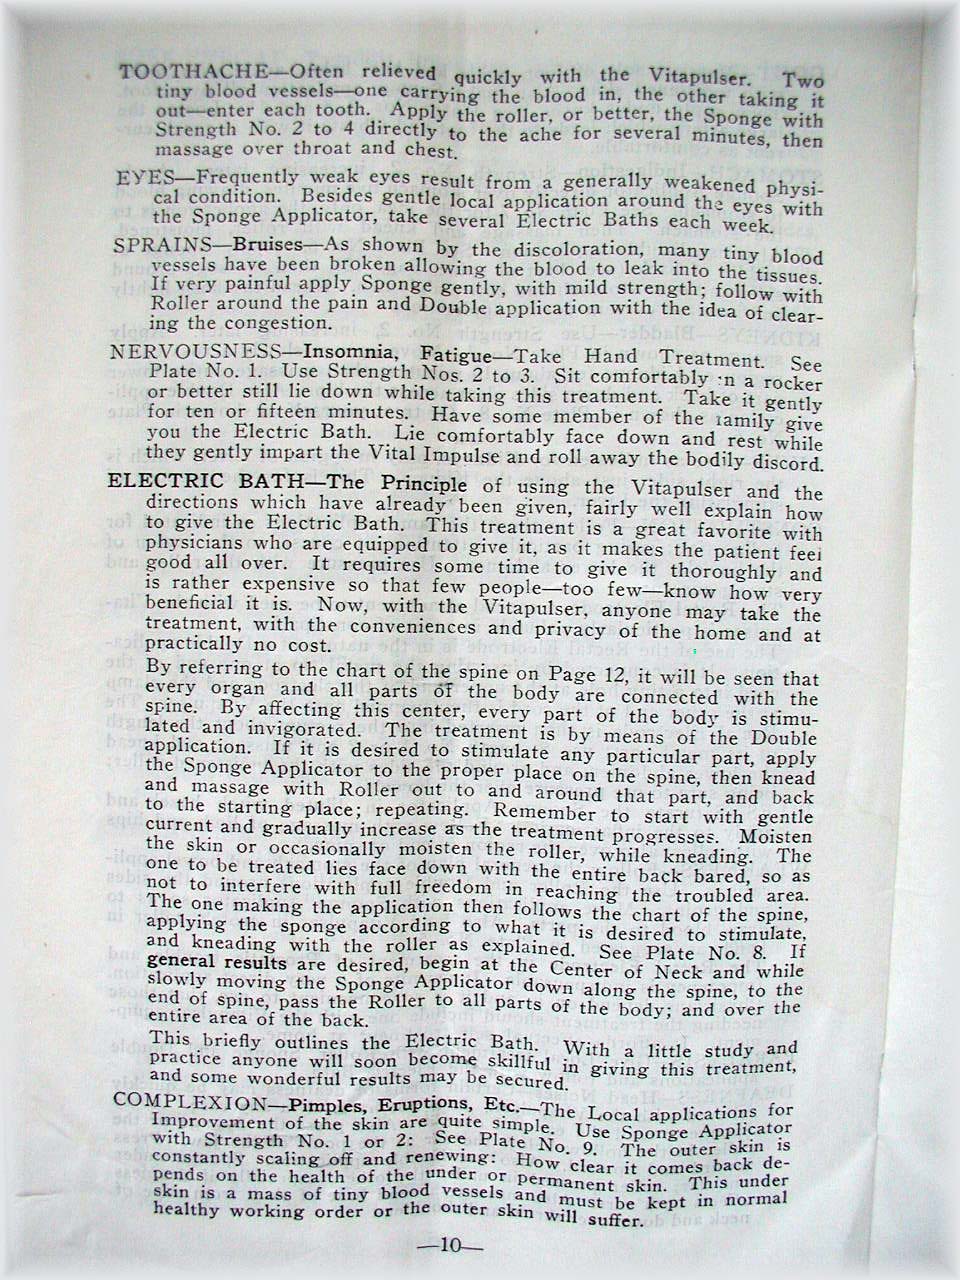 TOOTHACHE—Often relieved quickly with the Vitapulser. Two
tiny blood vessels—one carrying the blood in, the other taking it
out—enter each tooth. Apply the roller, or better, the Sponge with
Strength No. 2 to 4 directly to the ache for several minutes, then
massage over throat and chest.
EYES—Frequently weak eyes result from a generally weakened physi-
cal condition. Besides gentle local application around the eyes with
the Sponge Applicator, take several Electric Baths each week.
SPRAINS—Bruises—As shown by the discoloration, many tiny blood
vessels have been broken allowing the blood to leak into the tissues.
If very painful apply Sponge gently, with mild strength; follow with
Roller around the pain and Double application with the idea of clear-
ing the congestion.
NERVOUSNESS—Insomnia, Fatigue—Take Hand Treatment. See
Plate No. 1. Use Strength Nos. 2 to 3. Sit comfortably in a rocker
or better still lie down while taking this treatment. Take it gently
for ten or fifteen minutes. Have some member of the family give
you the Electric Bath. Lie comfortably face down and rest while
they gently impart the Vital Impulse and roll away the bodily discord.
ELECTRIC BATH—The Principle of using the Vitapulser and the
directions which have already been given, fairly well explain how
to give the Electric Bath. This treatment is a great favorite with
physicians who are equipped to give it, as it makes the patient feel
good all over. It requires some time to give it thoroughly and
is rather expensive so that few people—too few—know how very
beneficial it is. Now, with the Vitapulser, anyone may take the
treatment, with the conveniences and privacy of the home and at
practically no cost.
By referring to the chart of the spine on Page 12, it will be seen that
every organ and all parts of the body are connected with the
spine. By affecting this center, every part of the body is stimu-
lated and invigorated. The treatment is by means of the Double
application. If it is desired to stimulate any particular part, apply
the Sponge Applicator to the proper place on the spine, then knead
and massage with Roller out to and around that part, and back
to the starting place; repeating. Remember to start with gentle
current and gradually increase as the treatment progresses. Moisten
the skin or occasionally moisten the roller, while kneading. The
one to be treated lies face down with the entire back bared, so as
not to interfere with full freedom in reaching the troubled area.
The one making the application then follows the chart of the spine,
applying the sponge according to what it is desired to stimulate,
and kneading with the roller as explained. See Plate No. 8. If
general results are desired, begin at the Center of Neck and while
slowly moving the Sponge Applicator down along the spine, to the
end of spine, pass the Roller to all parts of the body; and over the
entire area of the back.
This briefly outlines the Electric Bath. With a little study and
practice anyone will soon become skillful in giving this treatment,
and some wonderful results may be secured.
COMPLEXION—Pimples, Eruptions, Etc.—The Local applications for
Improvement of the skin are quite simple. Use Sponge Applicator
with Strength No. 1 or 2: See Plate No. 9. The outer skin is
constantly scaling off and renewing: How clear it comes back de-
pends on the health of the under or permanent skin. This under
skin is a mass of tiny blood vessels and must be kept in normal
healthy working order or the outer skin will suffer.
—10—